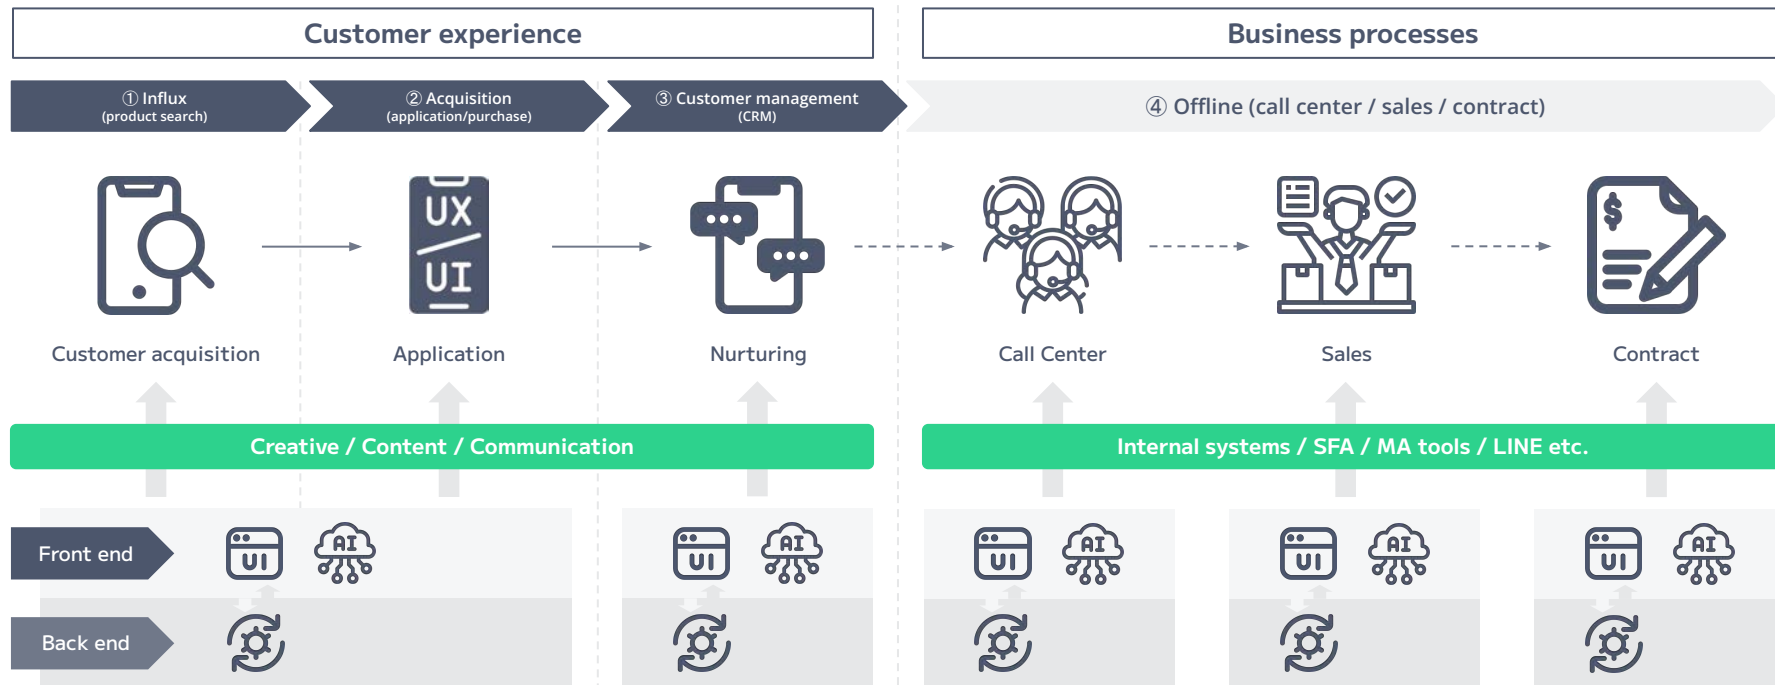 Customer experience
Business processes
① Influx
(product search)
② Acquisition
(application/purchase)
③ Customer management
(CRM)
④ Offline (call center / sales / contract)
UX
UI
$
Customer acquisition
Application
Nurturing
Call Center
Sales
Contract
Creative / Content / Communication
Internal systems / SFA / MA tools / LINE etc.
Front end
UI
AI
UI
AI
UI
AI
UI
AI
UI
AI
Back end